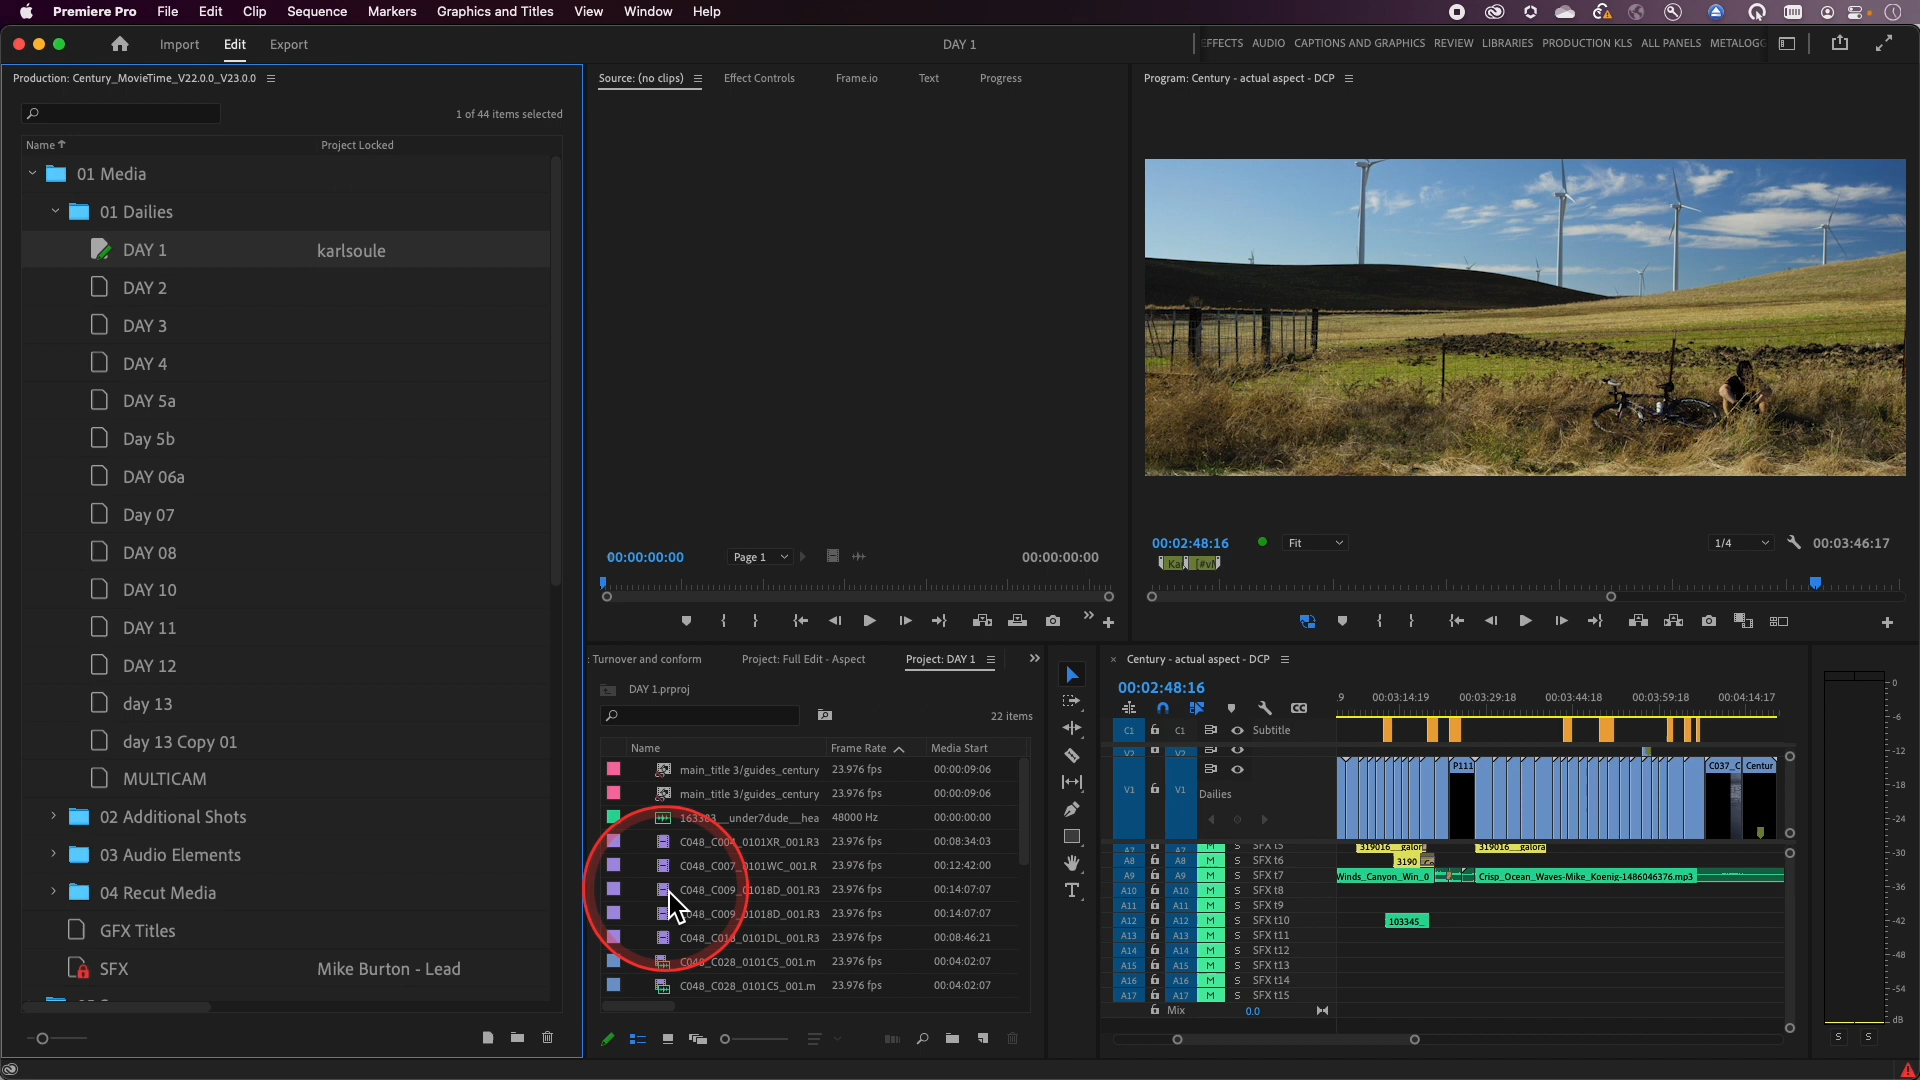 Premiere Pro File Edit Clip Sequence Markers Graphics and Titles View Window Help
Import Edit Export
DAY 1
EFFECTS AUDIO CAPTIONS AND GRAPHICS REVIEW LIBRARIES PRODUCTION KLS ALL PANELS METALOGG
Production: Century_MovieTime_V22.0.0_V23.0.0
1 of 44 items selected
Name Project Locked
01 Media
01 Dailies
DAY 1 karlsoule
DAY 2
DAY 3
DAY 4
DAY 5a
Day 5b
DAY 06a
Day 07
DAY 08
DAY 10
DAY 11
DAY 12
day 13
day 13 Copy 01
MULTICAM
02 Additional Shots
03 Audio Elements
04 Recut Media
GFX Titles
SFX Mike Burton - Lead
Source: (no clips) Effect Controls Frame.io Text Progress
00:00:00:00 Page 1 00:00:00:00
Program: Century - actual aspect - DCP
00:02:48:16 Fit 1/4 00:03:46:17
: Turnover and conform Project: Full Edit - Aspect Project: DAY 1
DAY 1.prproj
22 items
Name Frame Rate Media Start
main_title 3/guides_century 23.976 fps 00:00:09:06
main_title 3/guides_century 23.976 fps 00:00:09:06
163383__under7dude__hea 48000 Hz 00:00:00:00
C048_C004_0101XR_001.R3 23.976 fps 00:08:34:03
C048_C007_0101WC_001.R 23.976 fps 00:12:42:00
C048_C009_01018D_001.R3 23.976 fps 00:14:07:07
C048_C009_01018D_001.R3 23.976 fps 00:14:07:07
23.976 fps 00:08:46:21
C048_C028_0101C5_001.m 23.976 fps 00:04:02:07
C048_C028_0101C5_001.m 23.976 fps 00:04:02:07
Century - actual aspect - DCP
00:02:48:16
:9 00:03:14:19 00:03:29:18 00:03:44:18 00:03:59:18 00:04:14:17
C1 C1 Subtitle
V2 V2
V1 V1 Dailies
P111 C037_C Centur
A7 A7 M S SFX t5 319016__galora 319016__galora
A8 A8 M S SFX t6 3190
A9 A9 M S SFX t7 Winds_Canyon_Win_0 Crisp_Ocean_Waves-Mike_Koenig-1486046376.mp3
A10 A10 M S SFX t8
A11 A11 M S SFX t9
A12 A12 M S SFX t10 103345_
A13 A13 M S SFX t11
A14 A14 M S SFX t12
A15 A15 M S SFX t13
A16 A16 M S SFX t14
A17 A17 M S SFX t15
Mix 0.0
0
-6
-12
-18
-24
-30
-36
-42
-48
-54
dB
S S